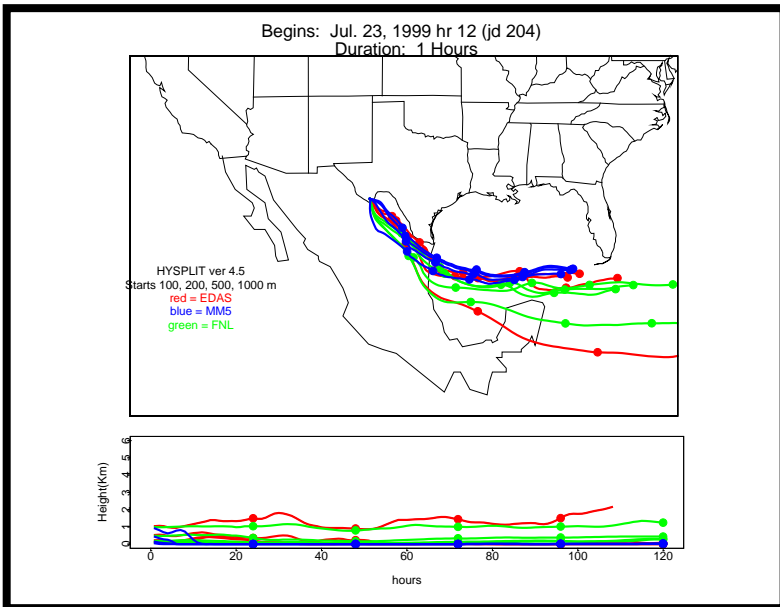 Begins:  Jul. 23, 1999 hr 12 (jd 204)
Duration:  1 Hours
HYSPLIT ver 4.5
Starts 100, 200, 500, 1000 m
red = EDAS
blue = MM5
green = FNL
Height(Km)
6
5
4
3
2
1
0
0 20 40 60 80 100 120
hours